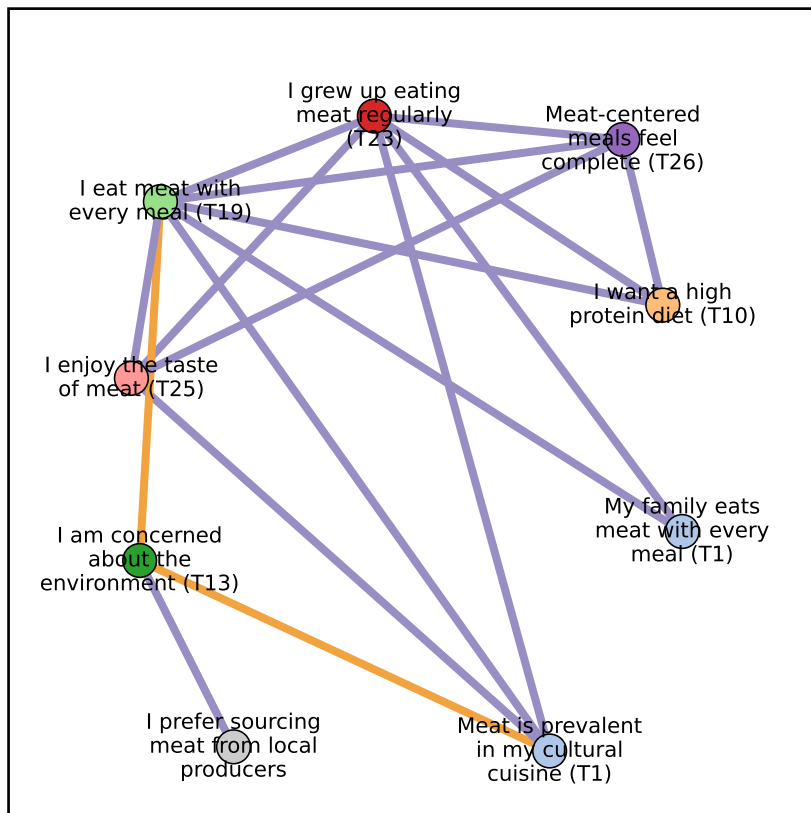 I grew up eating
meat regularly
(T23)
Meat-centered
meals feel
complete (T26)
I eat meat with
every meal (T19)
I want a high
protein diet (T10)
I enjoy the taste
of meat (T25)
My family eats
meat with every
meal (T1)
I am concerned
about the
environment (T13)
I prefer sourcing
meat from local
producers
Meat is prevalent
in my cultural
cuisine (T1)